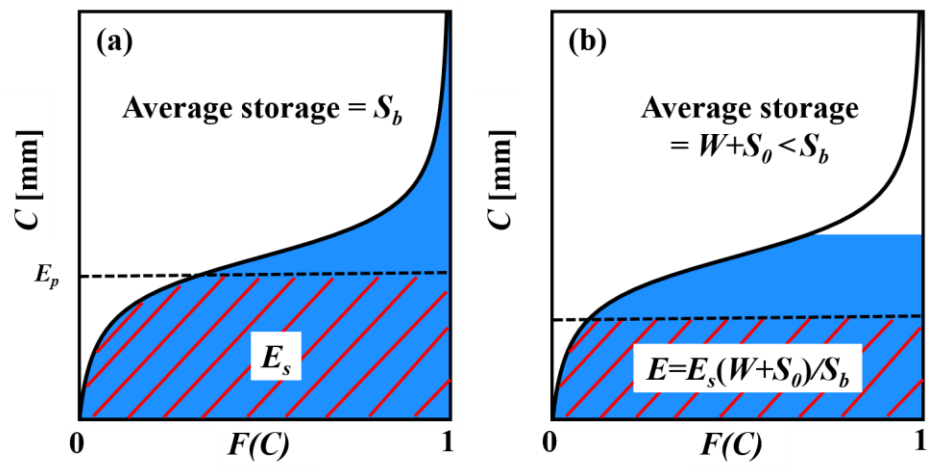 (a)
Average storage = S_b
C [mm]
E_p
E_s
0
F(C)
1
(b)
Average storage
= W+S_0 < S_b
C [mm]
E=E_s(W+S_0)/S_b
0
F(C)
1